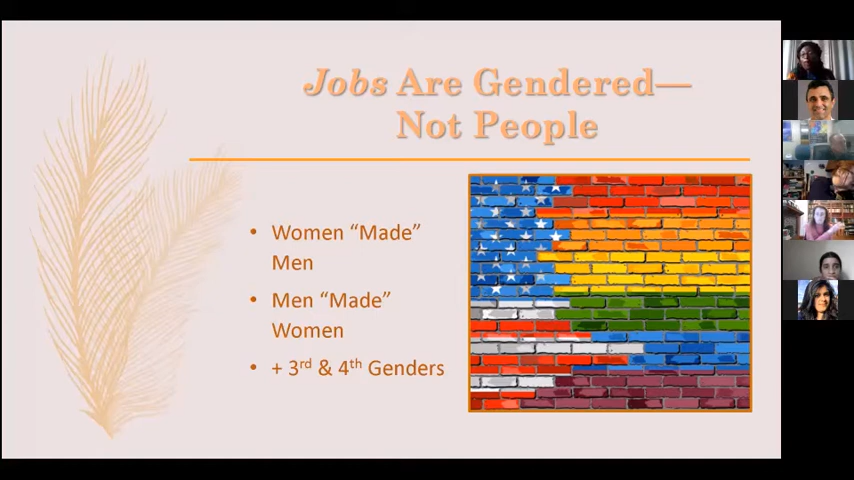 Jobs Are Gendered—
Not People
• Women “Made”
Men
• Men “Made”
Women
• + 3rd & 4th Genders